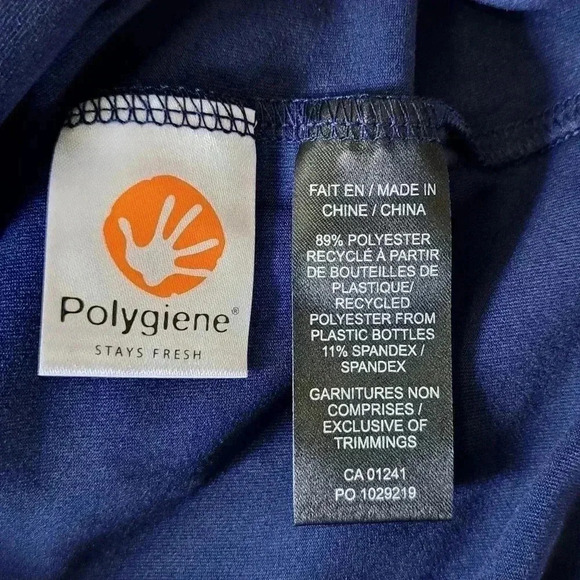 Polygiene®
STAYS FRESH
FAIT EN / MADE IN
CHINE / CHINA
89% POLYESTER
RECYCLÉ À PARTIR
DE BOUTEILLES DE
PLASTIQUE/
RECYCLED
POLYESTER FROM
PLASTIC BOTTLES
11% SPANDEX /
SPANDEX
GARNITURES NON
COMPRISES /
EXCLUSIVE OF
TRIMMINGS
CA 01241
PO 1029219